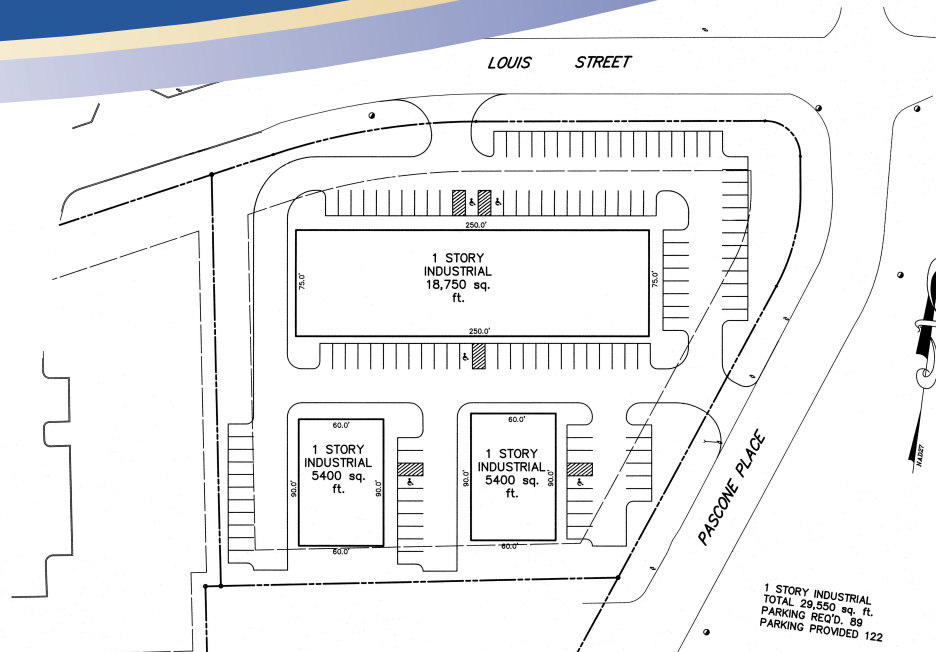 LOUIS STREET
250.0'
75.0'
1 STORY
INDUSTRIAL
18,750 sq.
ft.
75.0'
250.0'
60.0'
1 STORY
INDUSTRIAL
5400 sq.
ft.
90.0'
90.0'
60.0'
60.0'
1 STORY
INDUSTRIAL
5400 sq.
ft.
90.0'
90.0'
60.0'
PASCONE PLACE
NAD27
1 STORY INDUSTRIAL
TOTAL 29,550 sq. ft.
PARKING REQ'D. 89
PARKING PROVIDED 122